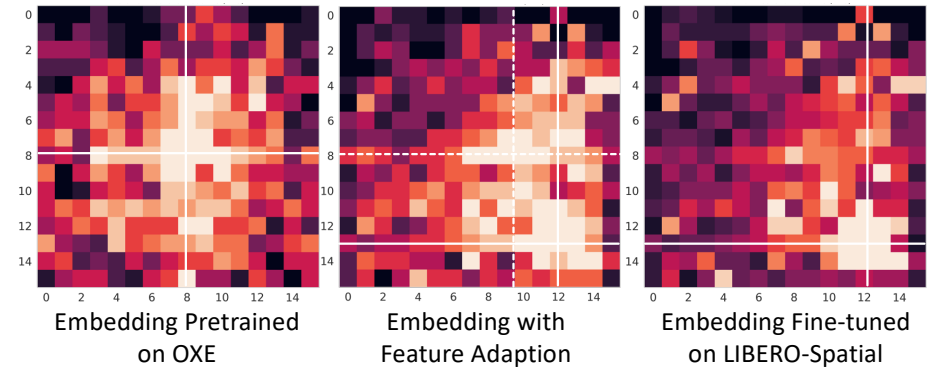 0
2
4
6
8
10
12
14
0 2 4 6 8 10 12 14
Embedding Pretrained
on OXE
0
2
4
6
8
10
12
14
0 2 4 6 8 10 12 14
Embedding with
Feature Adaption
0
2
4
6
8
10
12
14
0 2 4 6 8 10 12 14
Embedding Fine-tuned
on LIBERO-Spatial